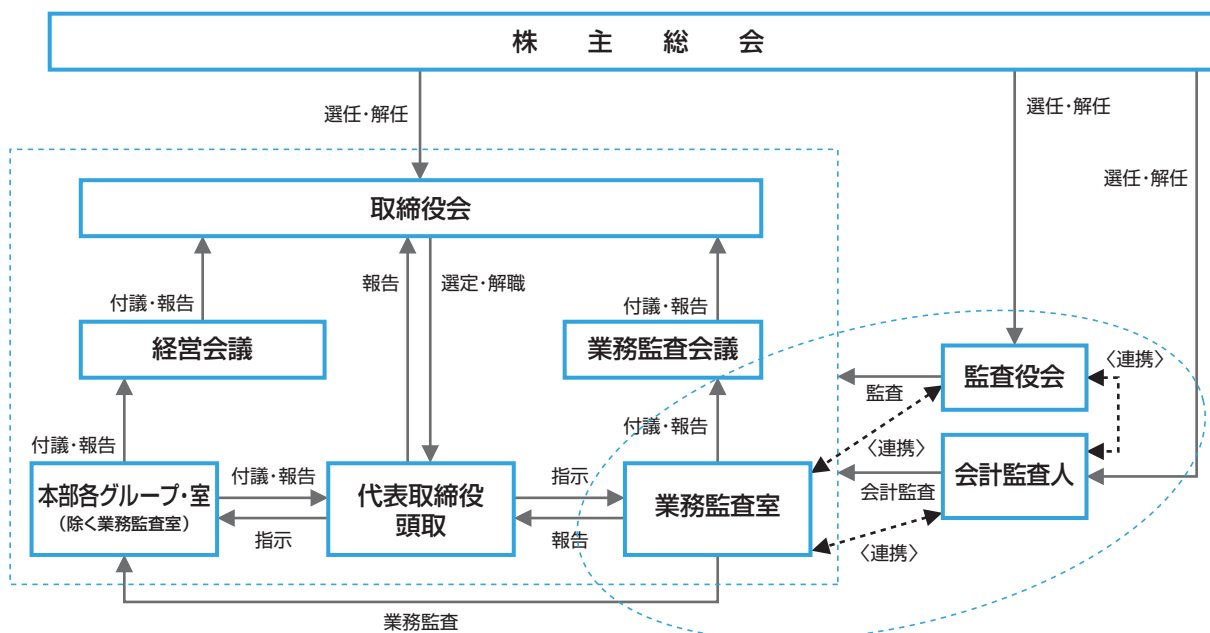 株　主　総　会
選任・解任
選任・解任
選任・解任
取締役会
報告
選定・解職
付議・報告
付議・報告
経営会議
業務監査会議
監査役会
〈連携〉
監査
付議・報告
付議・報告
〈連携〉
本部各グループ・室
（除く業務監査室）
付議・報告
指示
代表取締役
頭取
指示
報告
業務監査室
会計監査
会計監査人
〈連携〉
業務監査